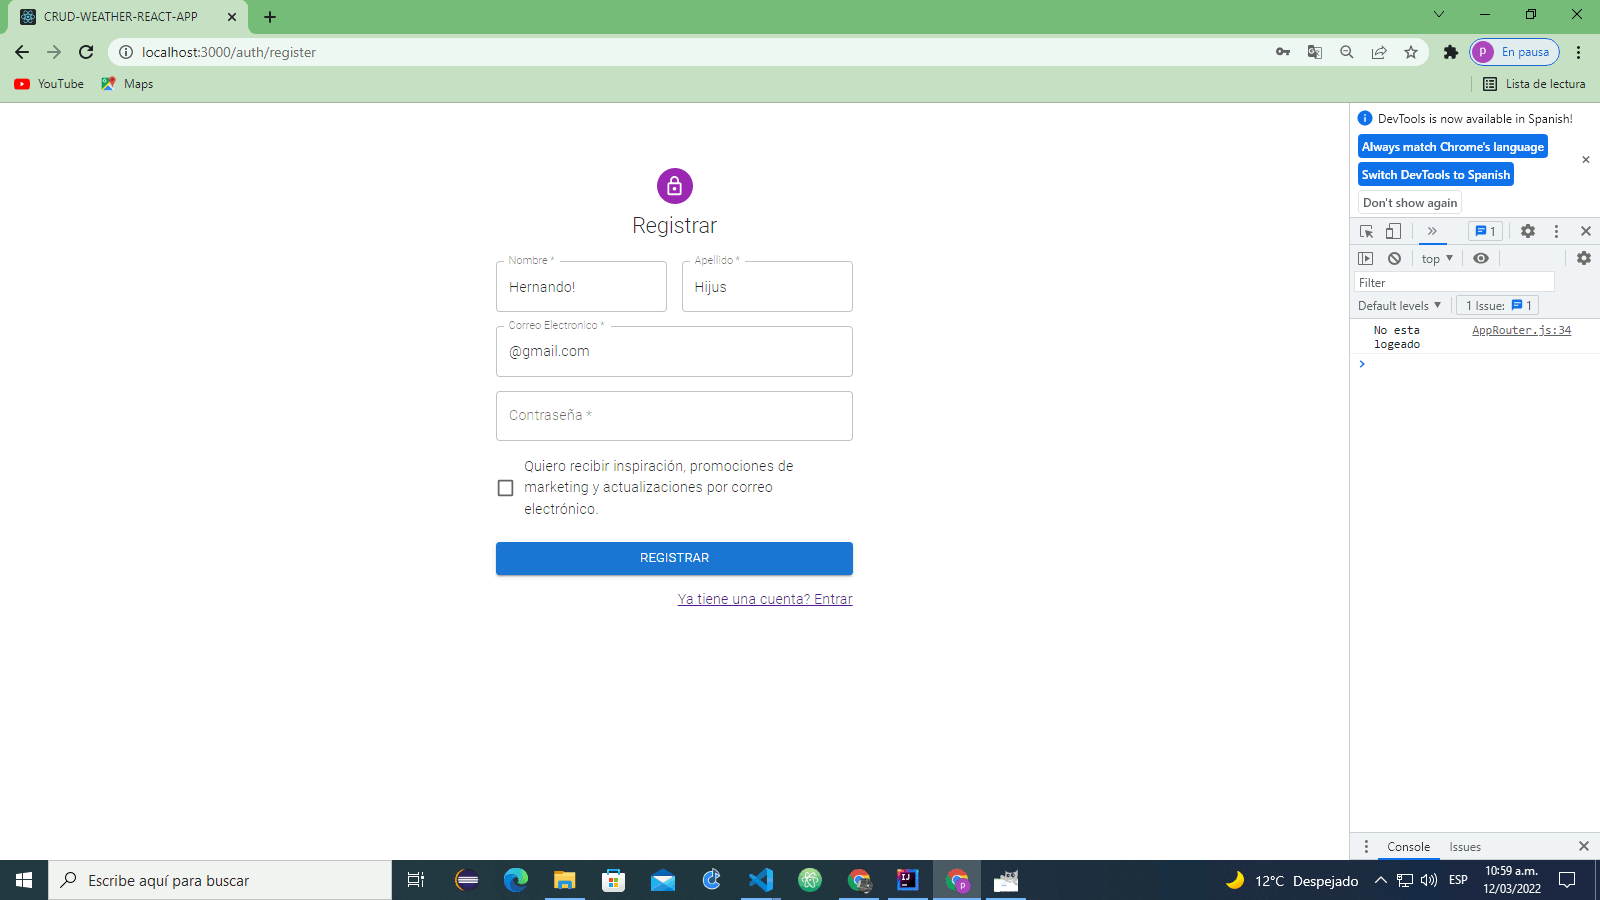 CRUD-WEATHER-REACT-APP
localhost:3000/auth/register
P
En pausa
YouTube
Maps
Lista de lectura
Registrar
Nombre *
Apellido *
Hernando!
Hijus
Correo Electronico *
@gmail.com
Contraseña *
Quiero recibir inspiración, promociones de
marketing y actualizaciones por correo
electrónico.
REGISTRAR
Ya tiene una cuenta? Entrar
DevTools is now available in Spanish!
Always match Chrome's language
Switch DevTools to Spanish
Don't show again
1
top
Filter
Default levels
1 Issue: 1
No esta
logeado
AppRouter.js:34
Console
Issues
Escribe aquí para buscar
IJ
p
12°C Despejado
ESP
10:59 a.m.
12/03/2022